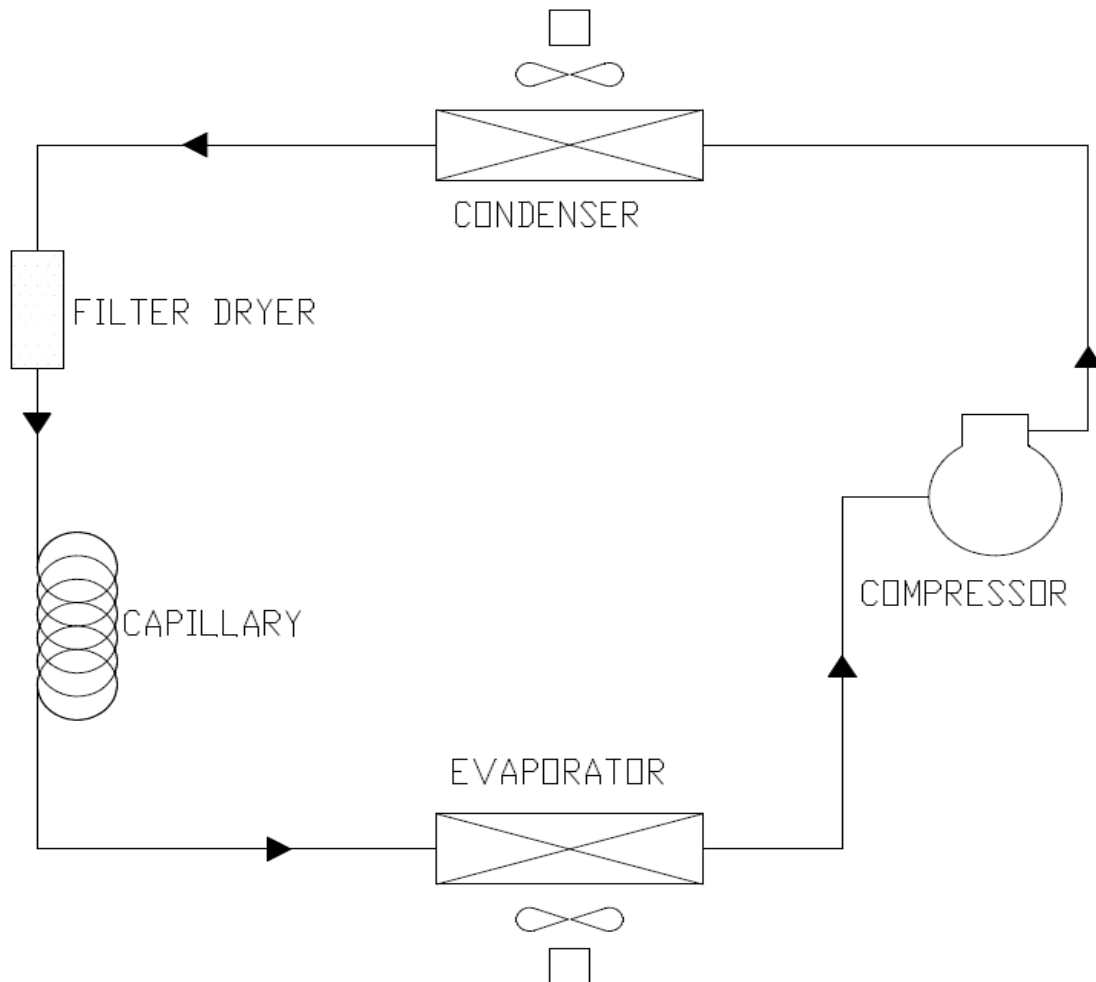 CONDENSER
FILTER DRYER
COMPRESSOR
CAPILLARY
EVAPORATOR